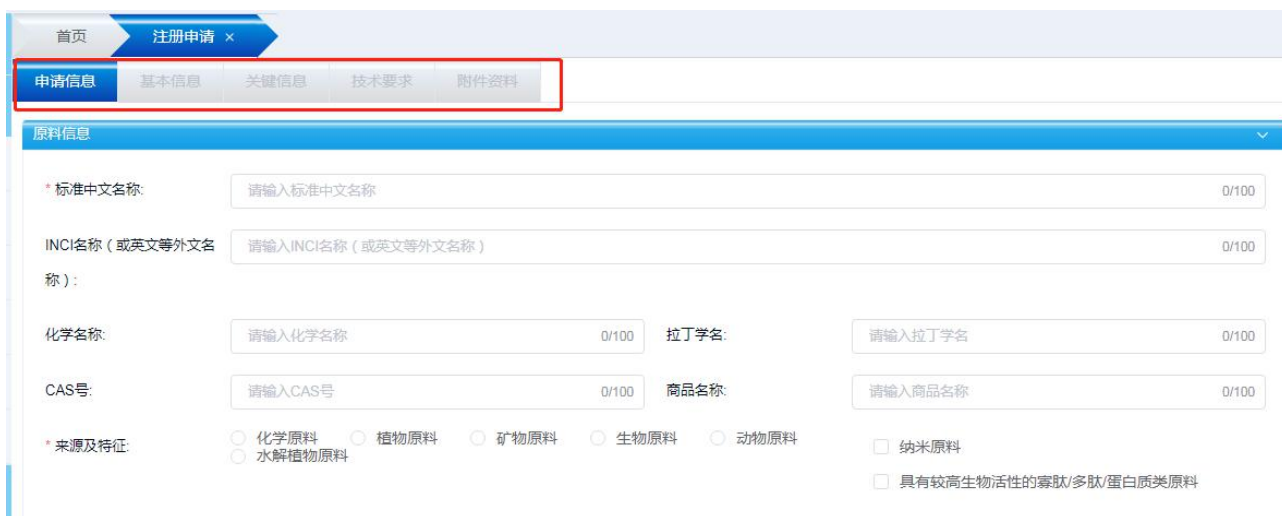 首页 注册申请 ×
申请信息 基本信息 关键信息 技术要求 附件资料
原料信息
* 标准中文名称: 请输入标准中文名称 0/100
INCI名称（或英文等外文名 请输入INCI名称（或英文等外文名称） 0/100
称）:
化学名称: 请输入化学名称 0/100 拉丁学名: 请输入拉丁学名 0/100
CAS号: 请输入CAS号 0/100 商品名称: 请输入商品名称 0/100
* 来源及特征: 化学原料 植物原料 矿物原料 生物原料 动物原料 纳米原料
水解植物原料
具有较高生物活性的寡肽/多肽/蛋白质类原料